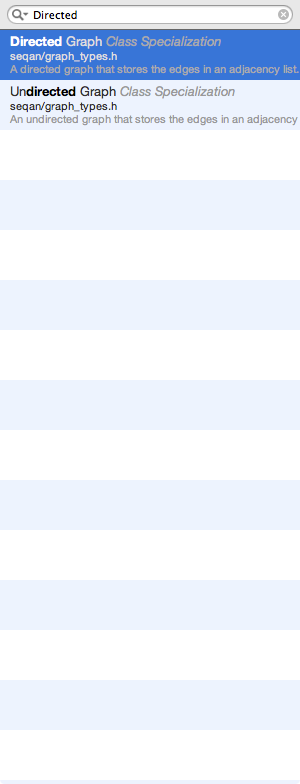 Directed
Directed Graph Class Specialization
seqan/graph_types.h
A directed graph that stores the edges in an adjacency list.
Undirected Graph Class Specialization
seqan/graph_types.h
An undirected graph that stores the edges in an adjacency